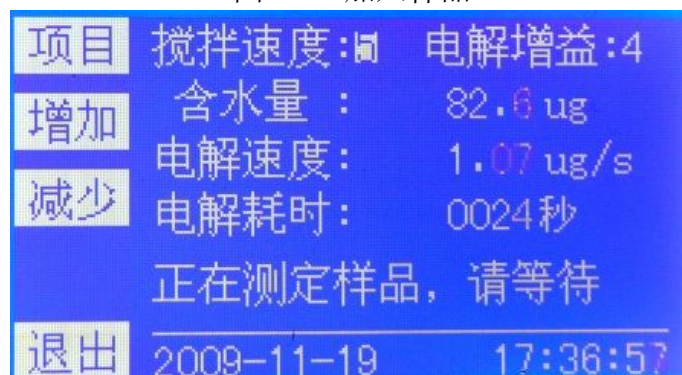 项目 搅拌速度: 电解增益:4
增加 含水量 : 82.6 ug
电解速度: 1.07 ug/s
减少 电解耗时: 0024秒
正在测定样品, 请等待
退出 2009-11-19 17:36:57